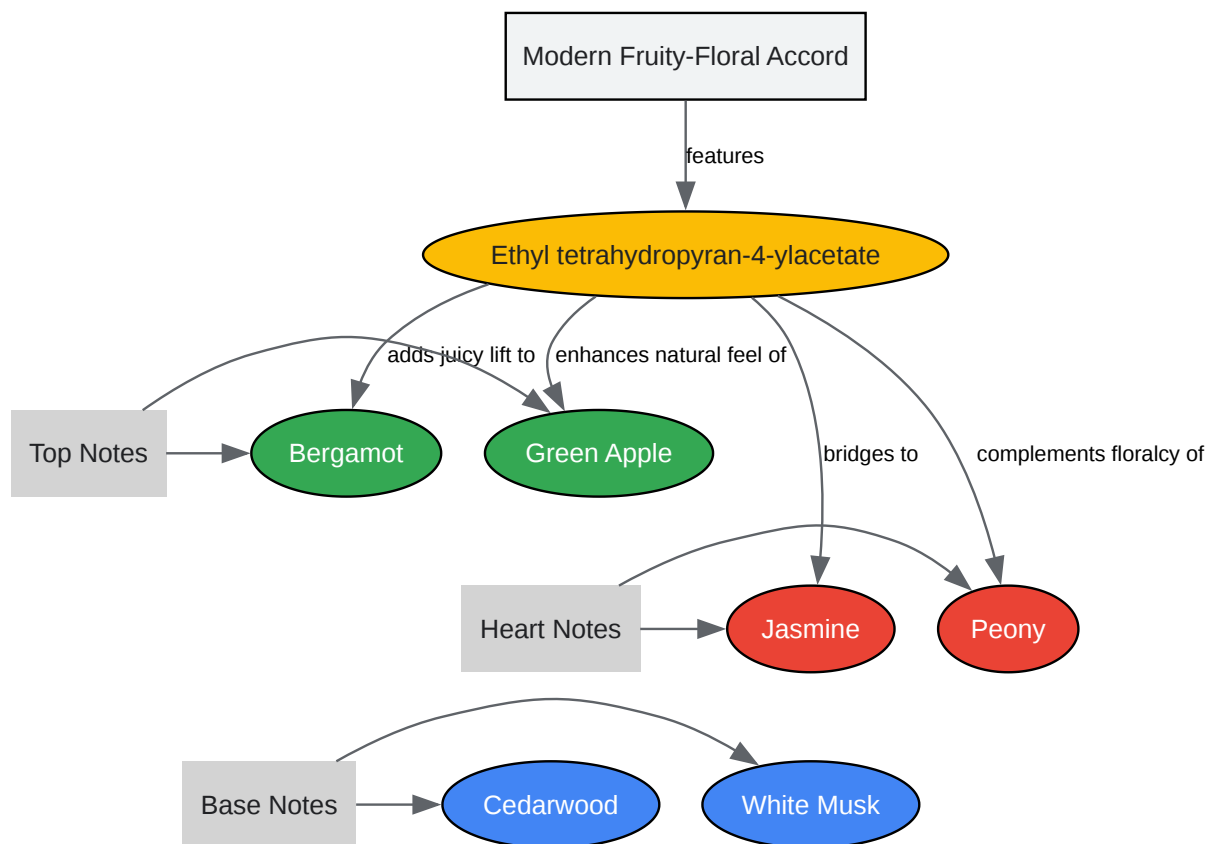 Modern Fruity-Floral Accord
features
Ethyl tetrahydropyran-4-ylacetate
adds juicy lift to
enhances natural feel of
Top Notes
Bergamot
Green Apple
bridges to
complements floralcy of
Heart Notes
Jasmine
Peony
Base Notes
Cedarwood
White Musk